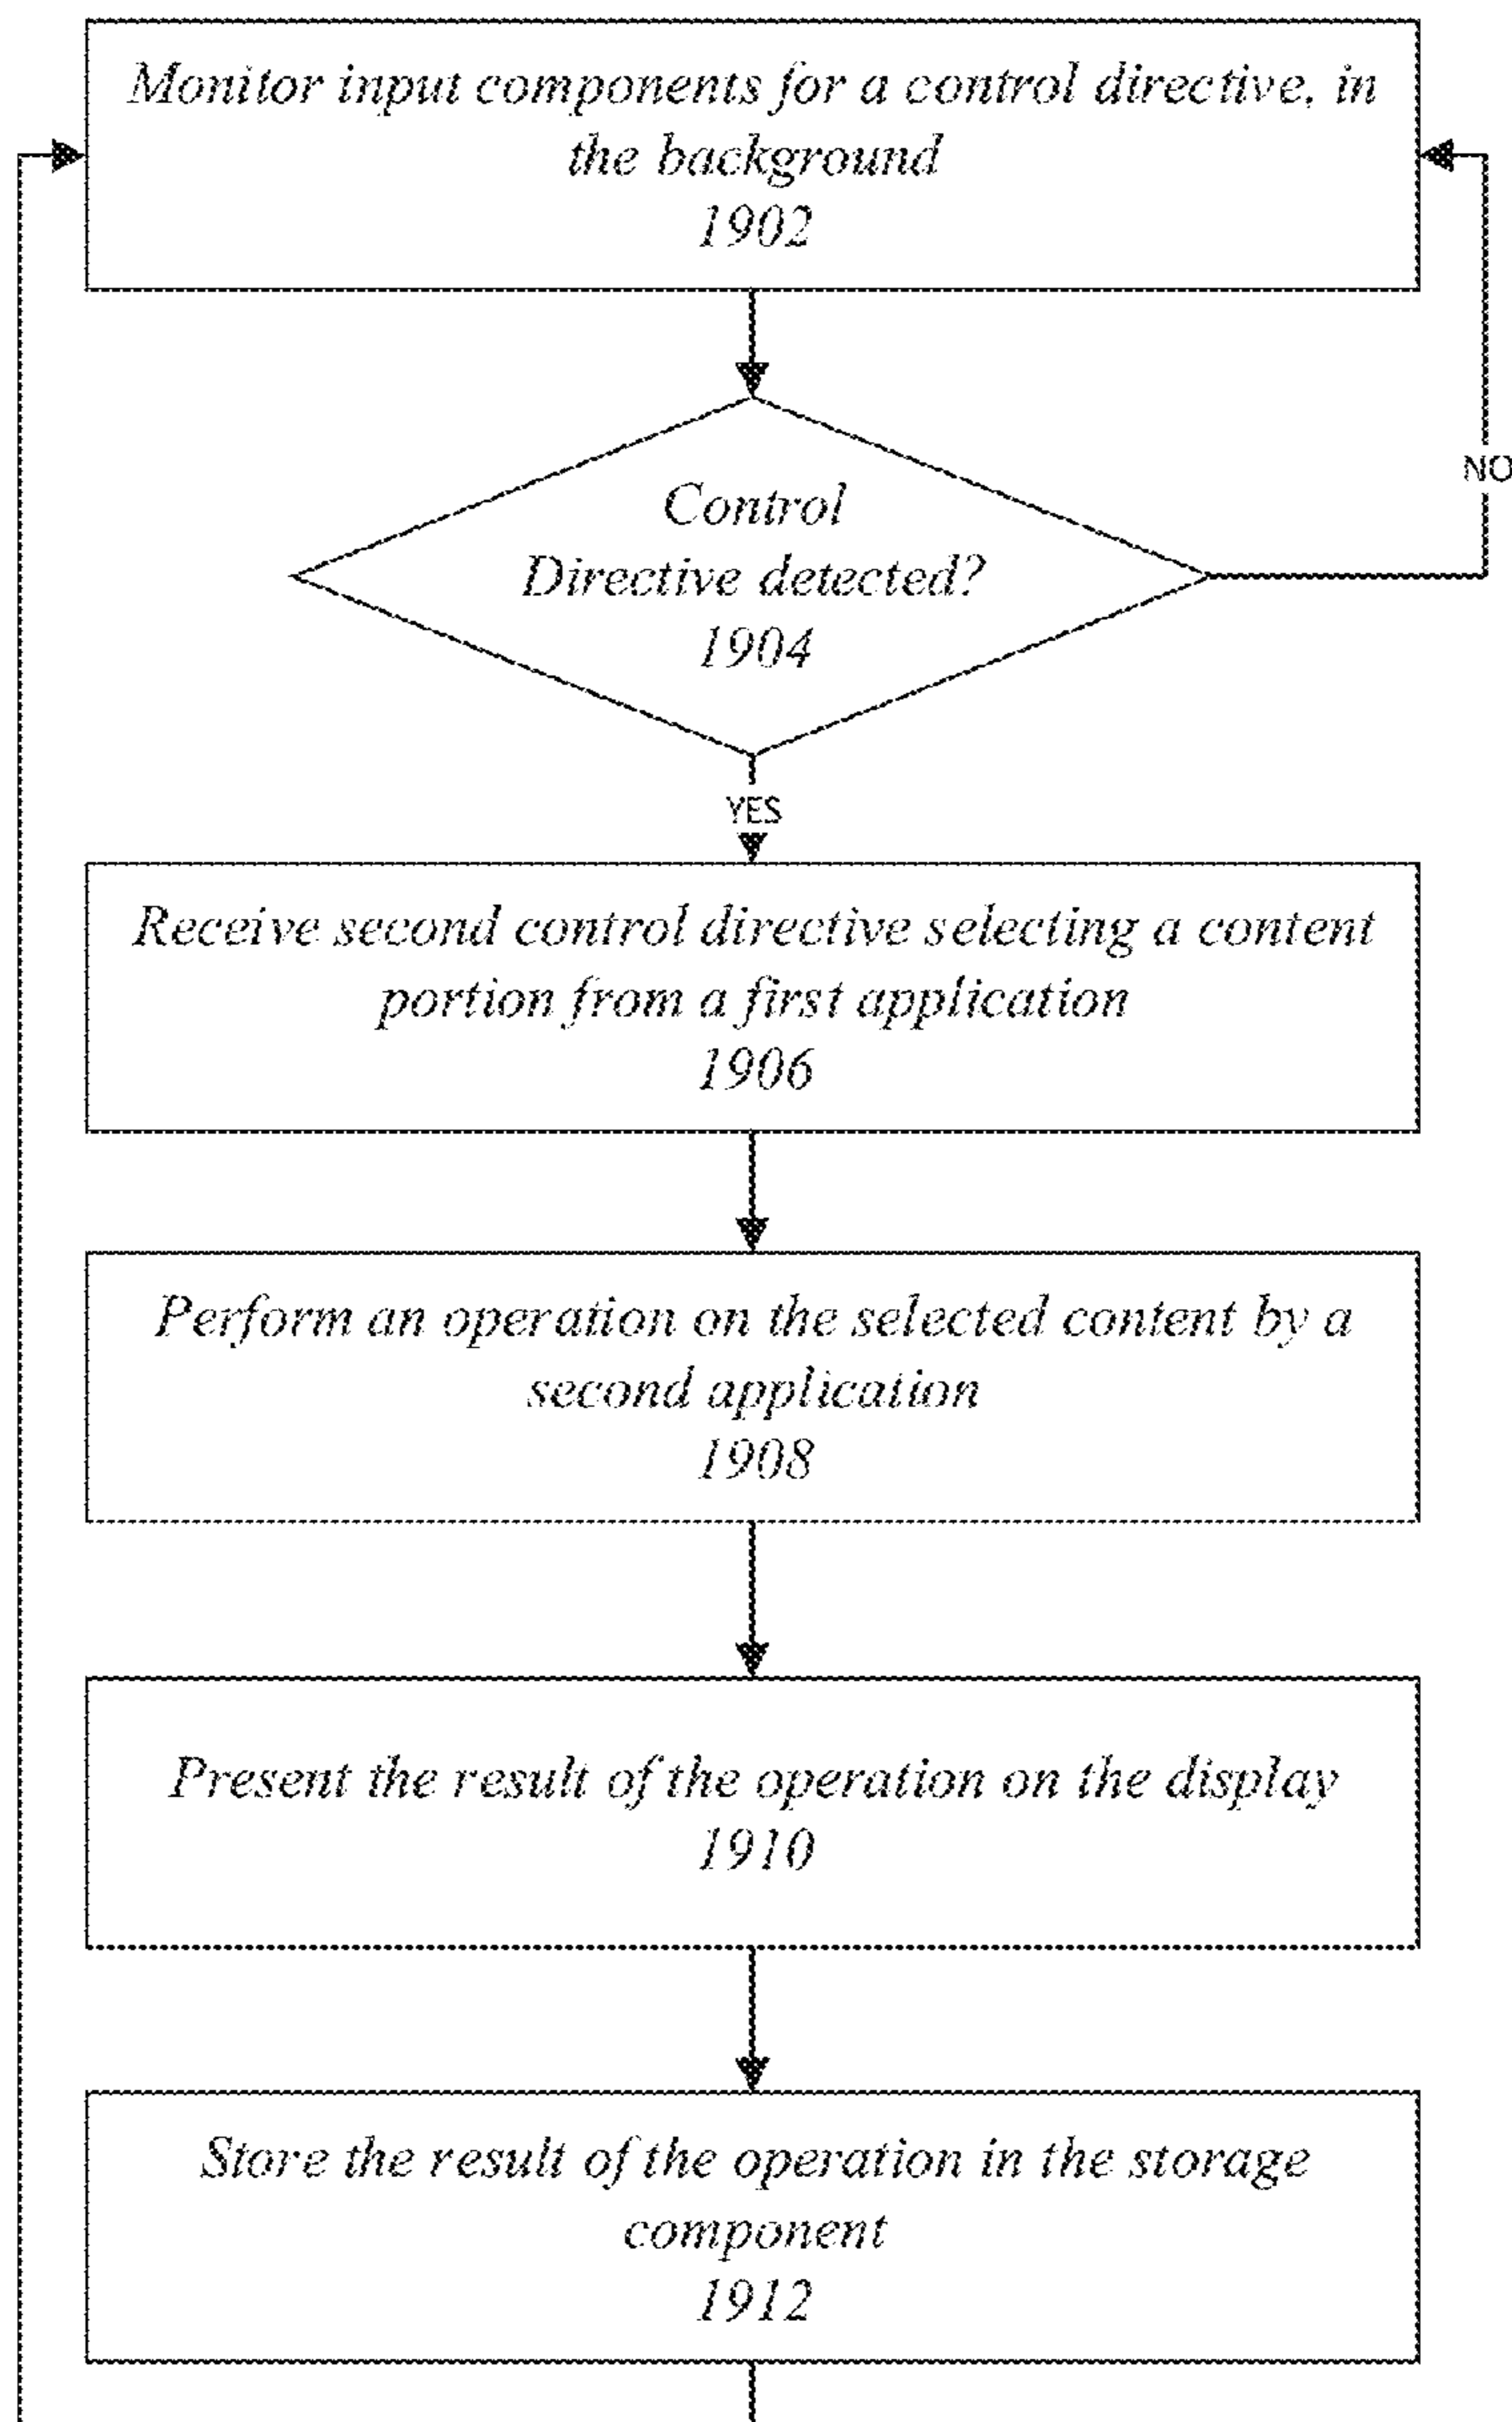 Monitor input components for a control directive, in
the background
1902
Control
Directive detected?
1904
NO
YES
Receive second control directive selecting a content
portion from a first application
1906
Perform an operation on the selected content by a
second application
1908
Present the result of the operation on the display
1910
Store the result of the operation in the storage
component
1912